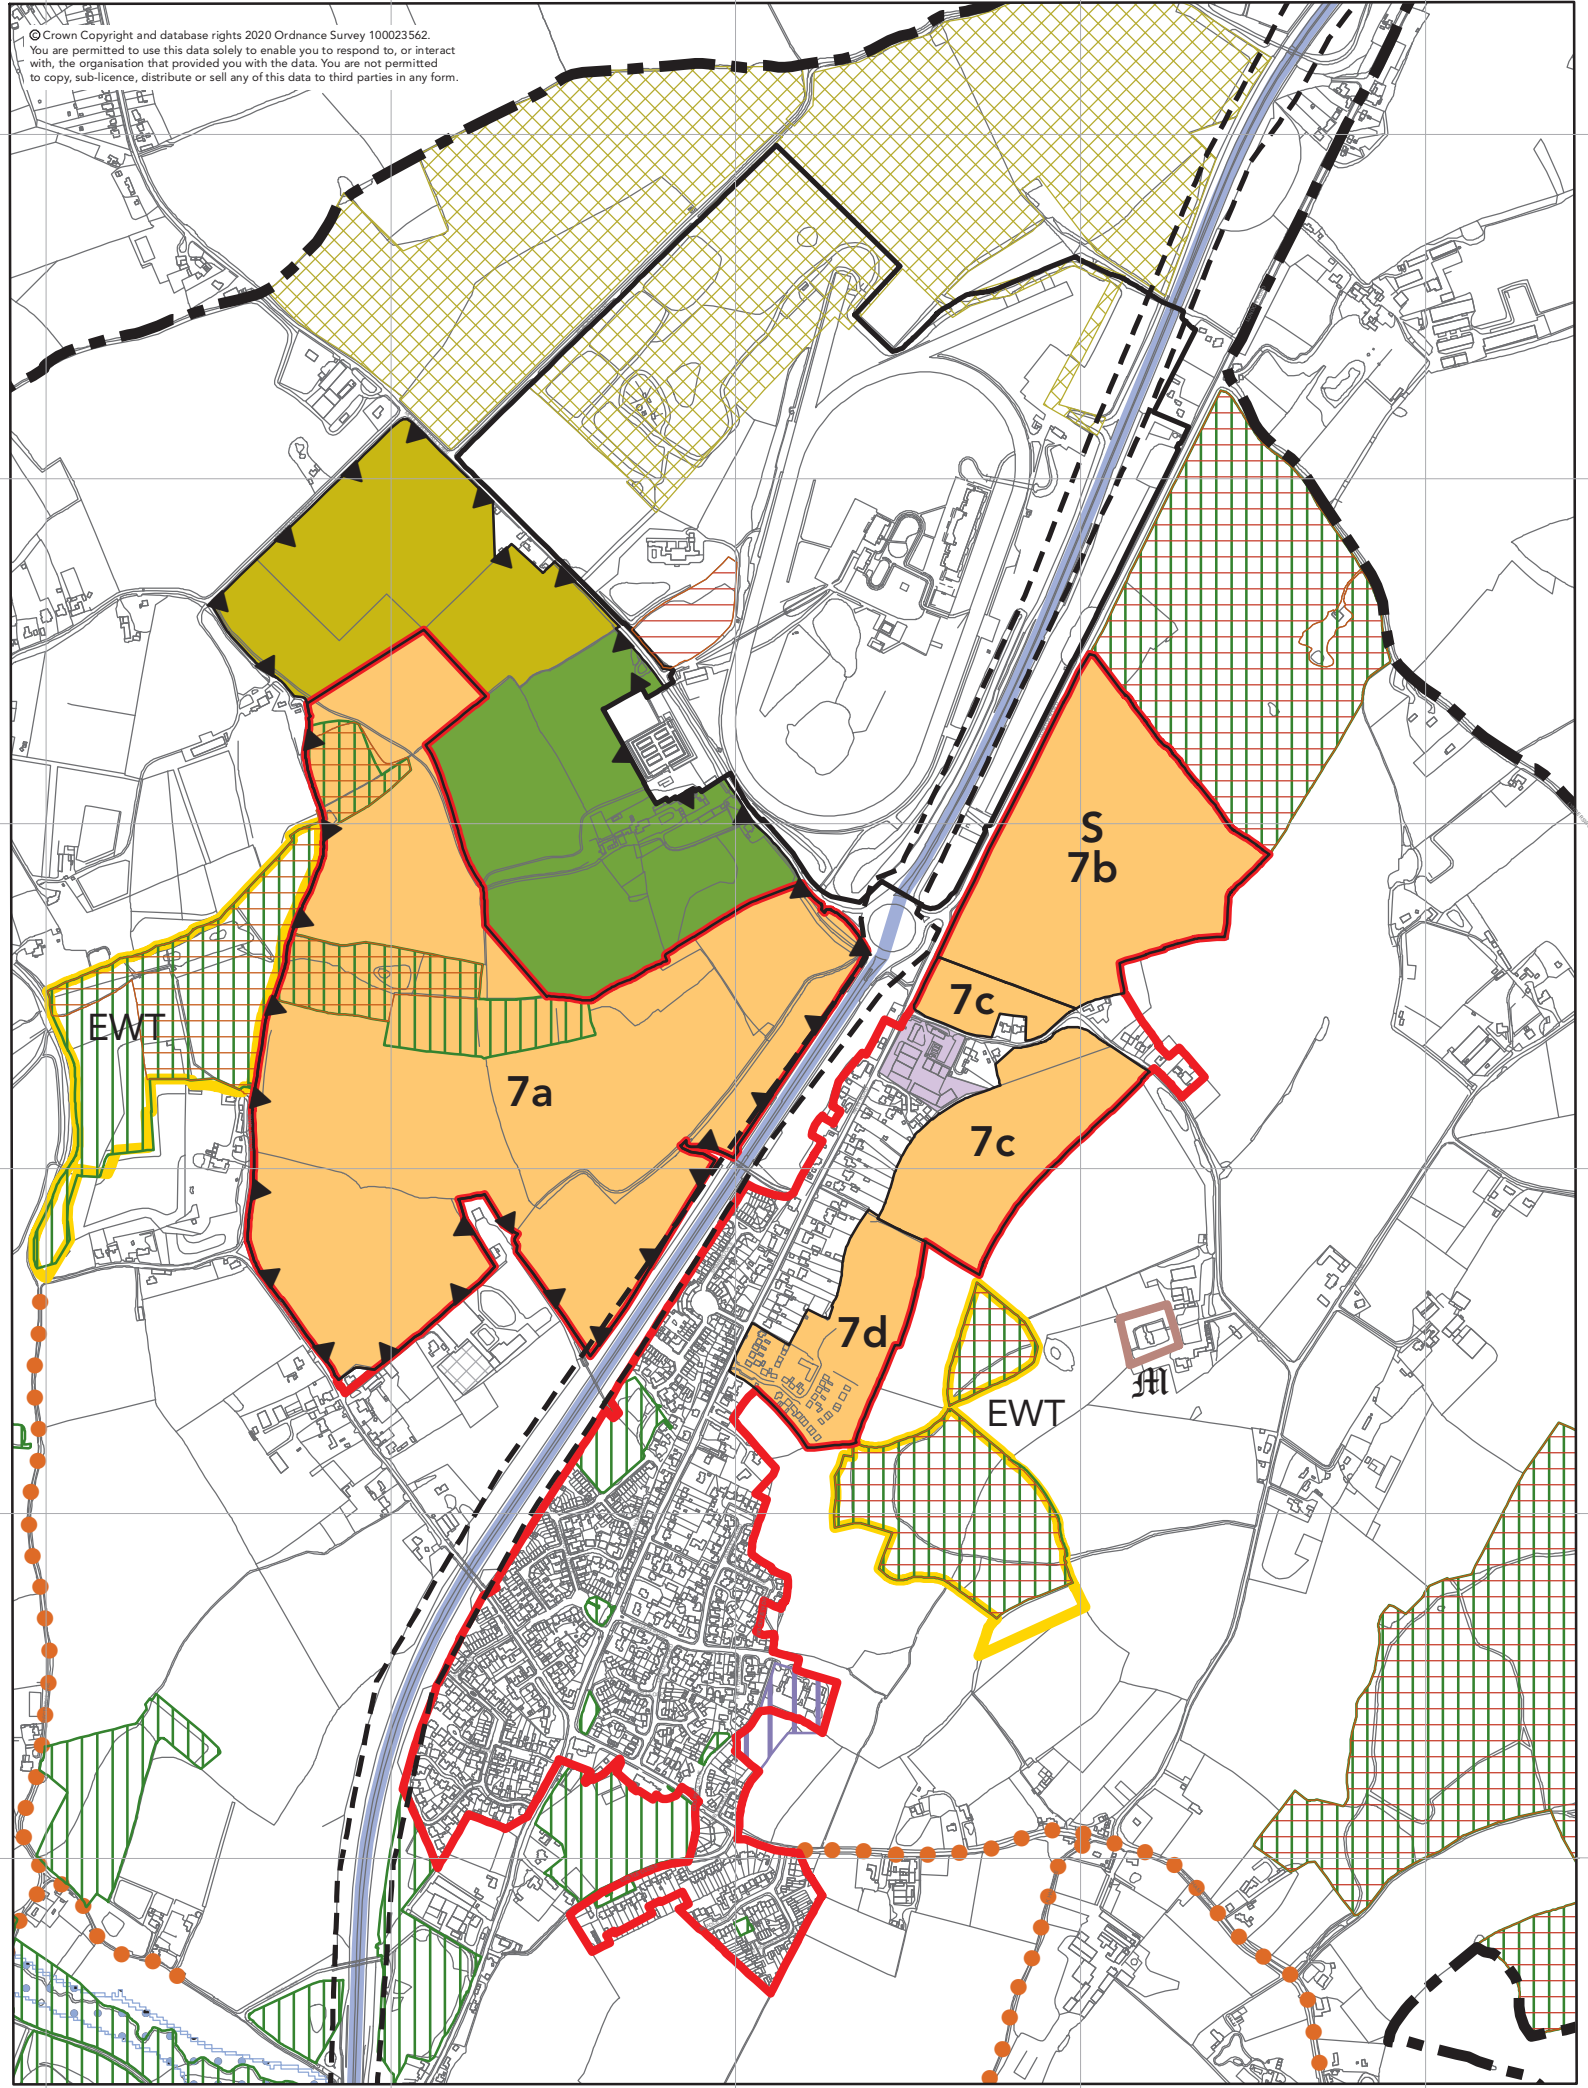 © Crown Copyright and database rights 2020 Ordnance Survey 100023562.
You are permitted to use this data solely to enable you to respond to, or interact
with, the organisation that provided you with the data. You are not permitted
to copy, sub-licence, distribute or sell any of this data to third parties in any form.
S
7b
7c
EWT
7a
7c
7d
M
EWT